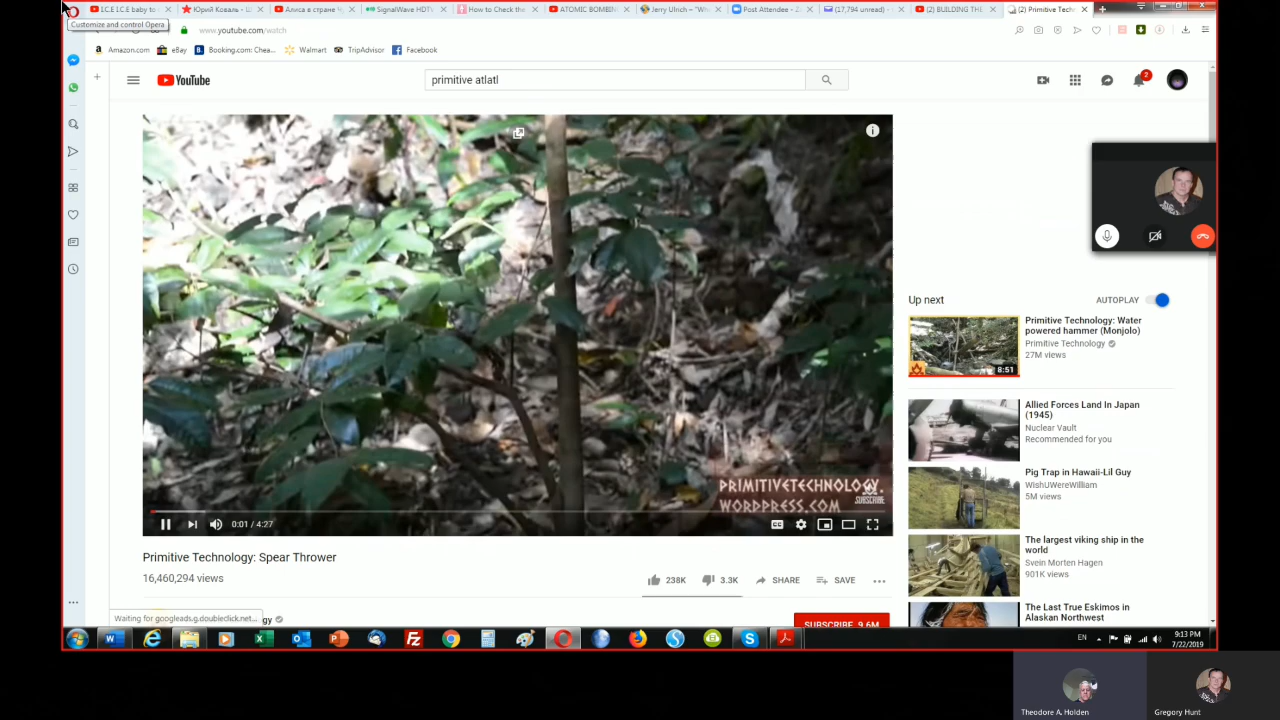 I.C.E I.C.E baby to
Юрий Коваль - Ш
Алиса в стране Ч
SignalWave HDTV
How to Check the
ATOMIC BOMBIN
Jerry Ulrich – "Wh
Post Attendee - Z
(17,794 unread) -
(2) BUILDING THE
(2) Primitive Techn
Customize and control Opera
www.youtube.com/watch
Amazon.com
eBay
Booking.com: Chea...
Walmart
TripAdvisor
Facebook
YouTube
primitive atlatl
2
PRIMITIVETECHNOLOGY.
WORDPRESS.COM
SUBSCRIBE
0:01 / 4:27
CC
Primitive Technology: Spear Thrower
16,460,294 views
238K
3.3K
SHARE
SAVE
Waiting for googleads.g.doubleclick.net...
gy
SUBSCRIBE 9.6M
Up next
AUTOPLAY
8:51
Primitive Technology: Water
powered hammer (Monjolo)
Primitive Technology
27M views
Allied Forces Land In Japan
(1945)
Nuclear Vault
Recommended for you
Pig Trap in Hawaii-Lil Guy
WishUWereWilliam
5M views
The largest viking ship in the
world
Svein Morten Hagen
901K views
The Last True Eskimos in
Alaskan Northwest
EN
9:13 PM
7/22/2019
Theodore A. Holden
Gregory Hunt